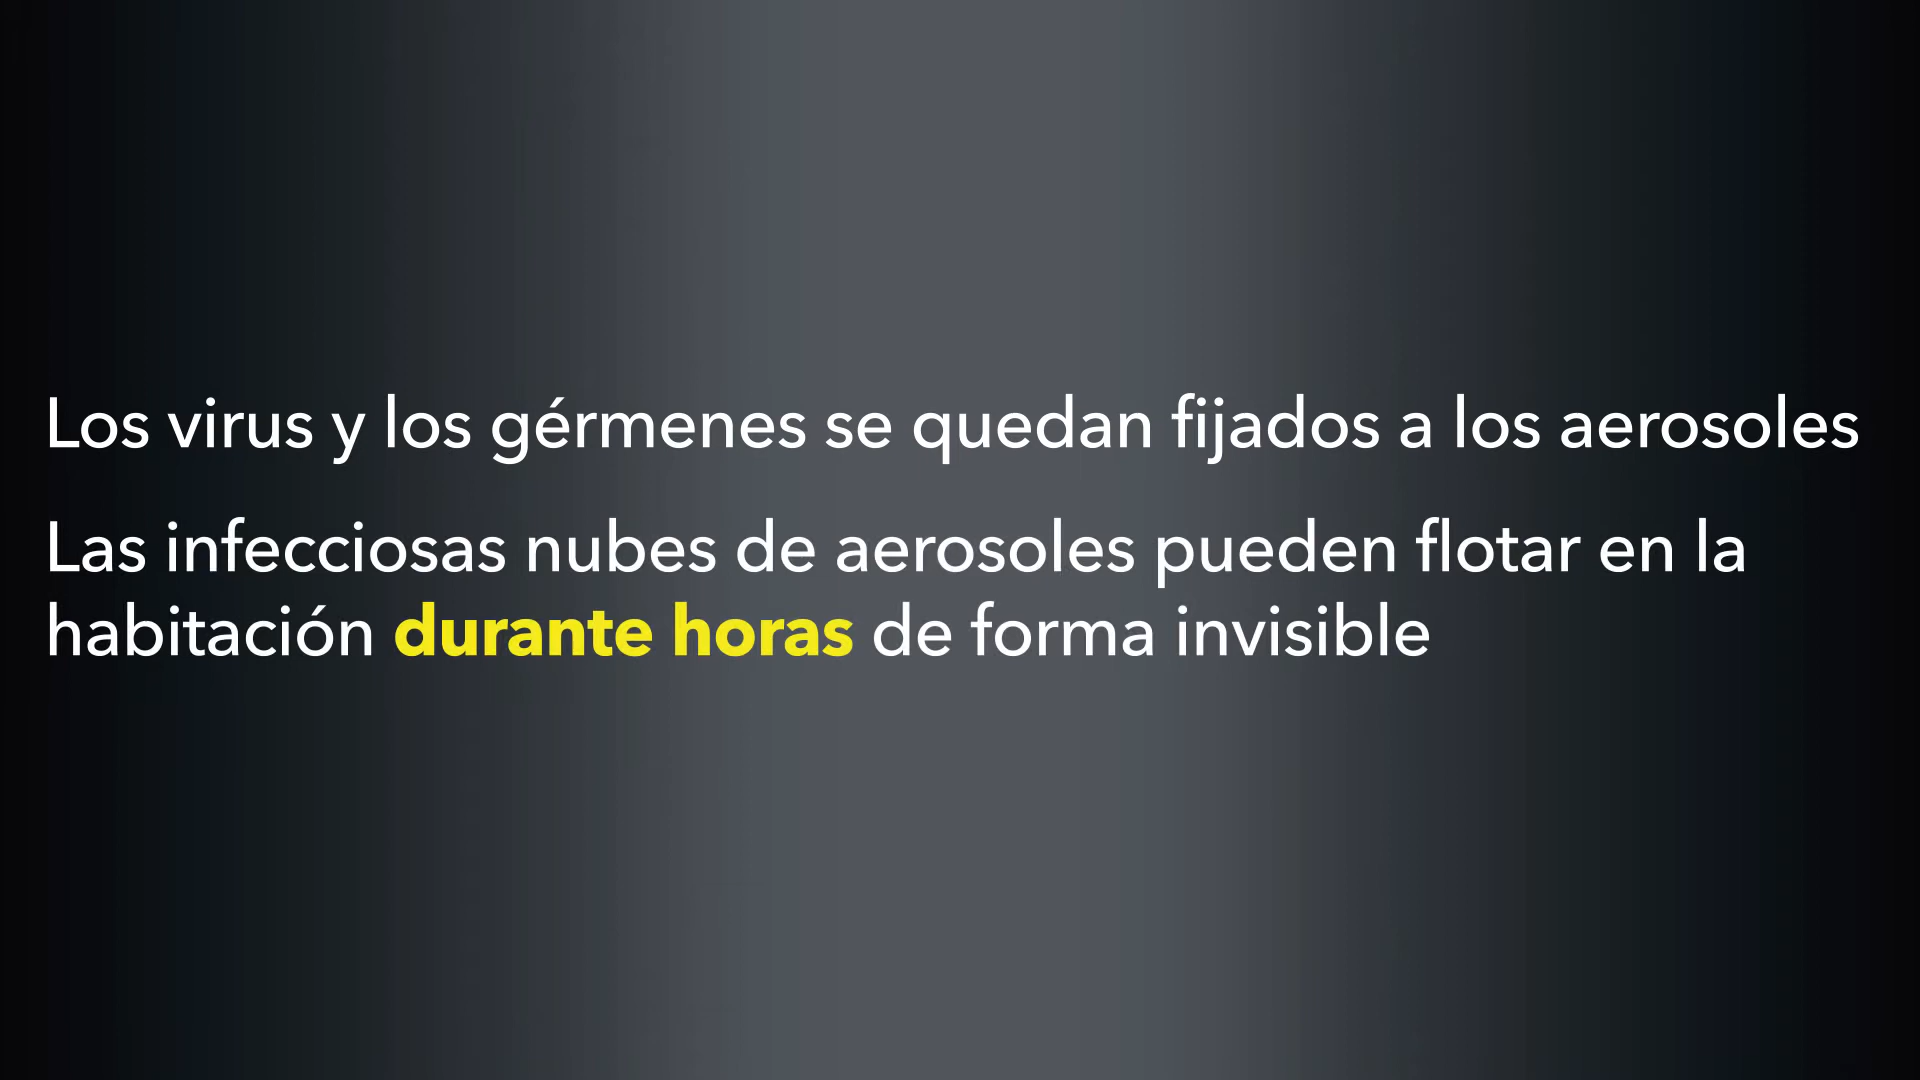 Los virus y los gérmenes se quedan fijados a los aerosoles
Las infecciosas nubes de aerosoles pueden flotar en la
habitación durante horas de forma invisible